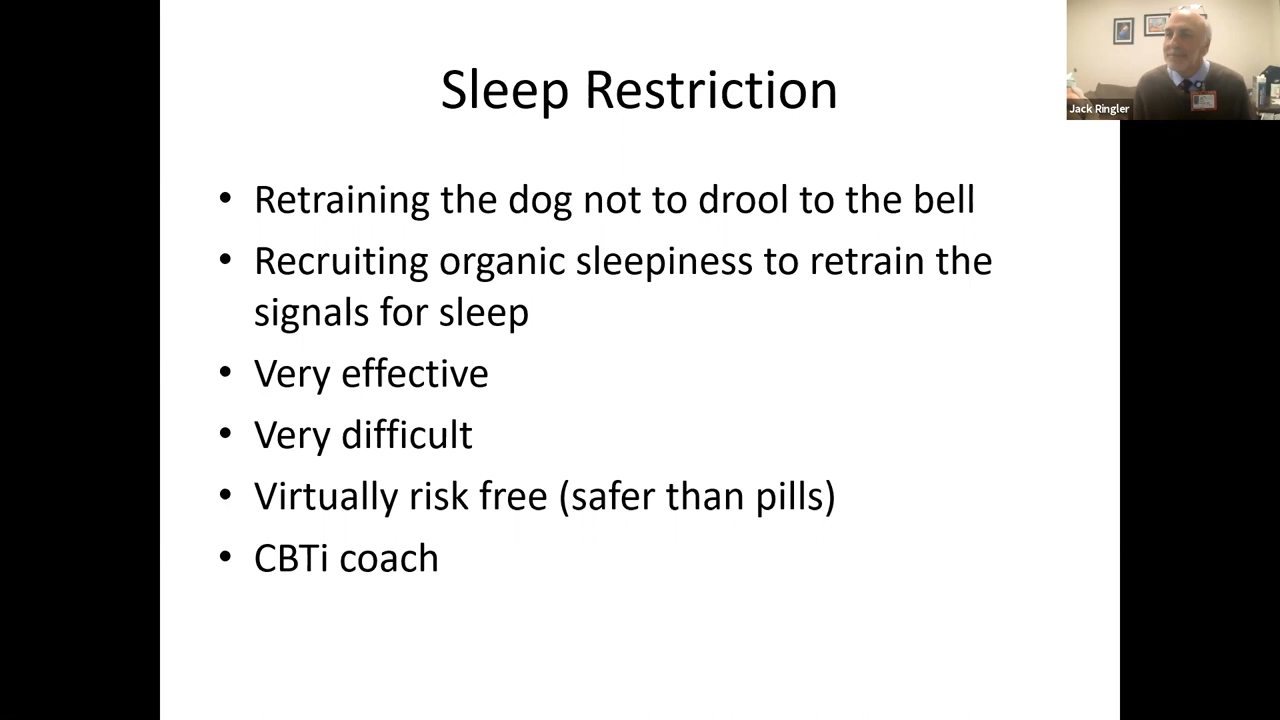 Sleep Restriction
Jack Ringler
• Retraining the dog not to drool to the bell
• Recruiting organic sleepiness to retrain the
signals for sleep
• Very effective
• Very difficult
• Virtually risk free (safer than pills)
• CBTi coach